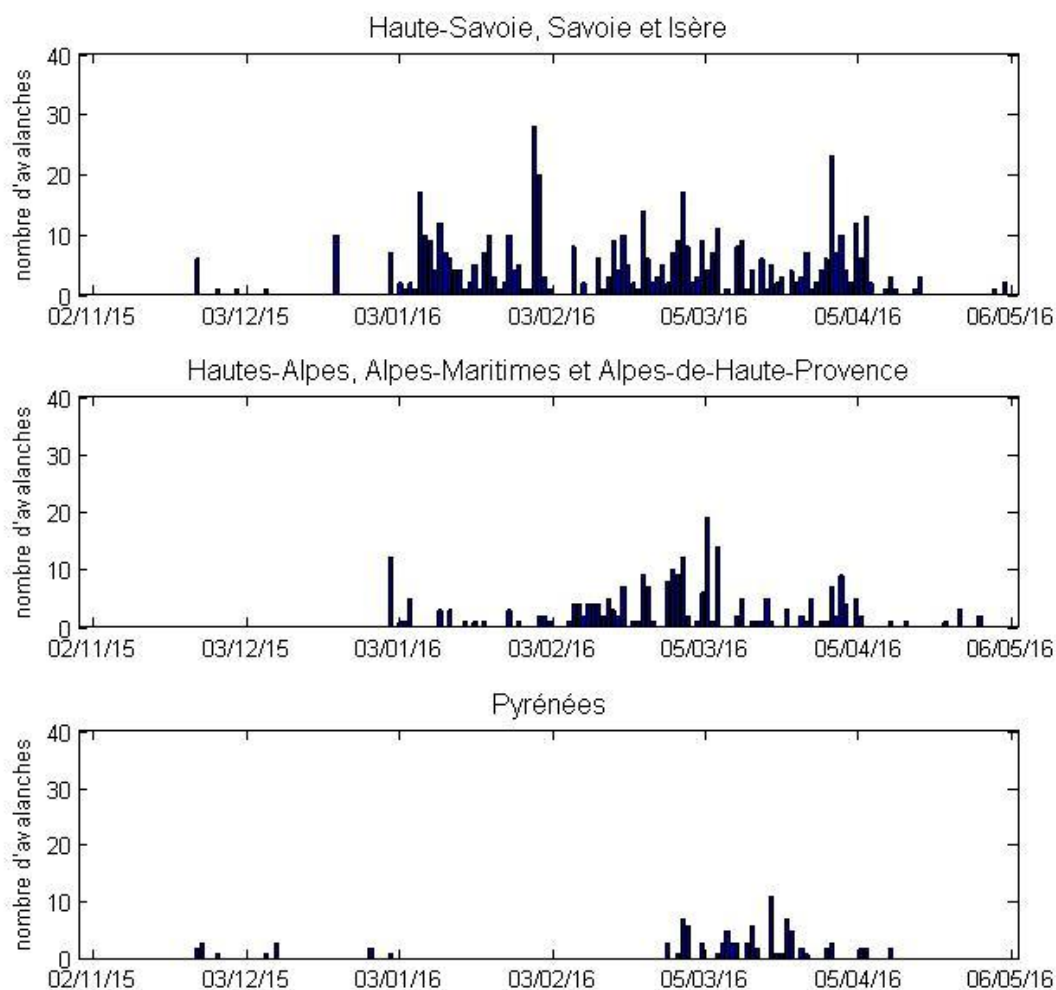 Haute-Savoie, Savoie et Isère
nombre d'avalanches
40
30
20
10
0
02/11/15 03/12/15 03/01/16 03/02/16 05/03/16 05/04/16 06/05/16
Hautes-Alpes, Alpes-Maritimes et Alpes-de-Haute-Provence
nombre d'avalanches
40
30
20
10
0
02/11/15 03/12/15 03/01/16 03/02/16 05/03/16 05/04/16 06/05/16
Pyrénées
nombre d'avalanches
40
30
20
10
0
02/11/15 03/12/15 03/01/16 03/02/16 05/03/16 05/04/16 06/05/16